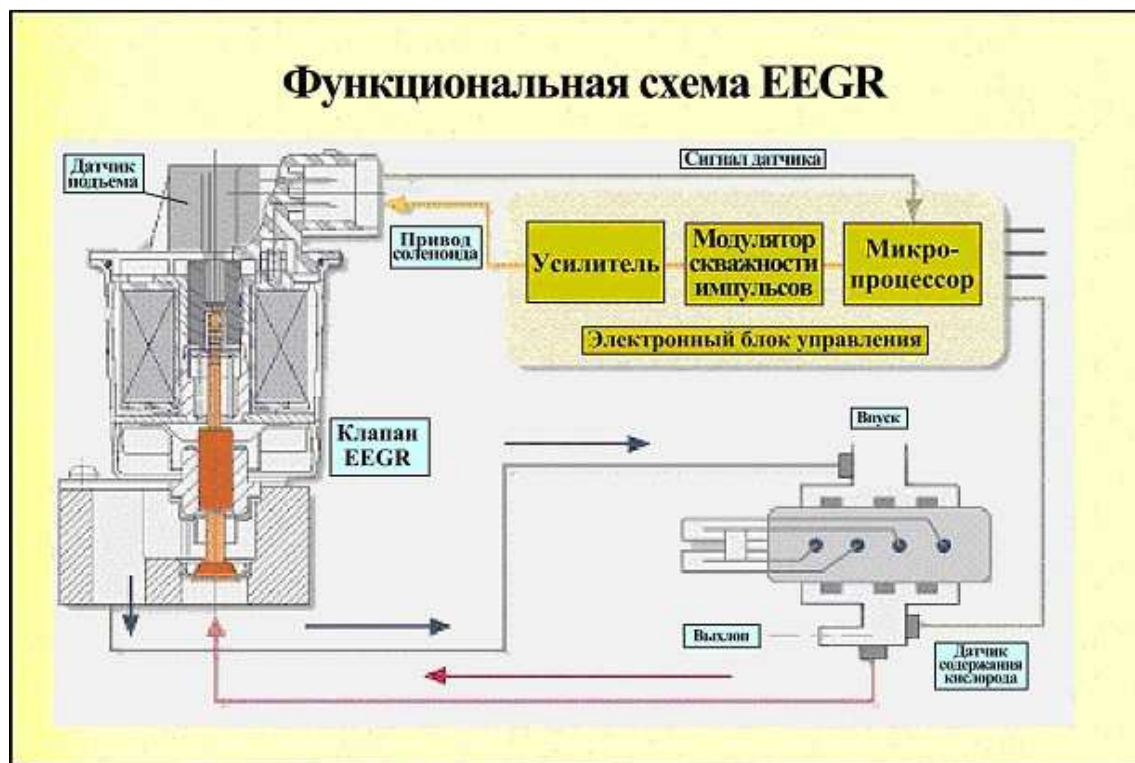 Функциональная схема EEGR
Датчик
подъема
Сигнал датчика
Привод
соленоида
Усилитель
Модулятор
скважности
импульсов
Микро-
процессор
Электронный блок управления
Клапан
EEGR
Впуск
Выхлоп
Датчик
содержания
кислорода